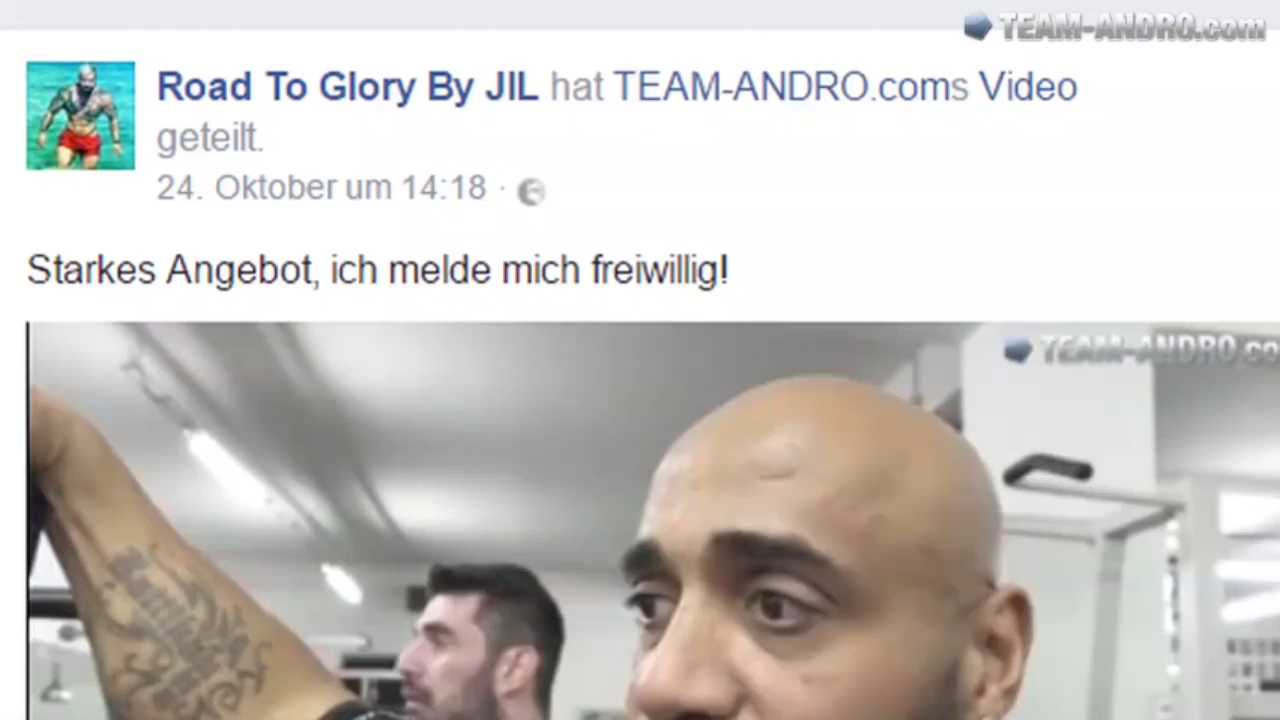 TEAM-ANDRO.com
Road To Glory By JIL hat TEAM-ANDRO.coms Video
geteilt.
24. Oktober um 14:18 ·
Starkes Angebot, ich melde mich freiwillig!
TEAM-ANDRO.co